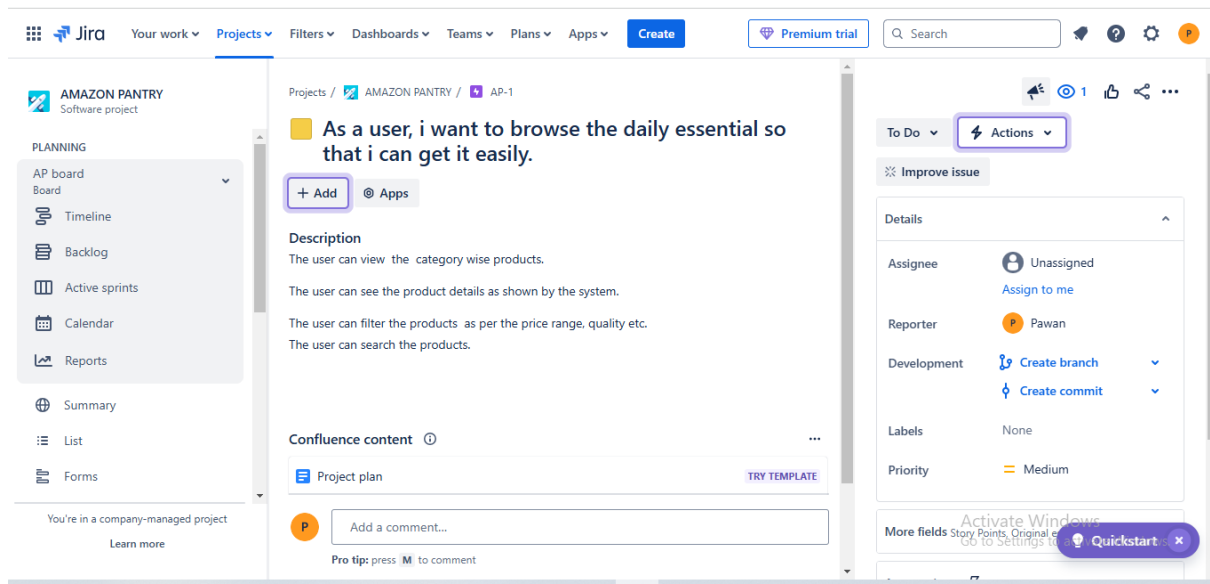 Jira Your work Projects Filters Dashboards Teams Plans Apps Create Premium trial Search P
AMAZON PANTRY
Software project
PLANNING
AP board
Board
Timeline
Backlog
Active sprints
Calendar
Reports
Summary
List
Forms
You're in a company-managed project
Learn more
Projects / AMAZON PANTRY / AP-1
As a user, i want to browse the daily essential so
that i can get it easily.
+ Add Apps
Description
The user can view the category wise products.
The user can see the product details as shown by the system.
The user can filter the products as per the price range, quality etc.
The user can search the products.
Confluence content
Project plan TRY TEMPLATE
P Add a comment...
Pro tip: press M to comment
1
To Do Actions
Improve issue
Details
Assignee Unassigned
Assign to me
Reporter P Pawan
Development Create branch
Create commit
Labels None
Priority Medium
More fields Story Points, Original
Activate Windows
Go to Settings to
Quickstart